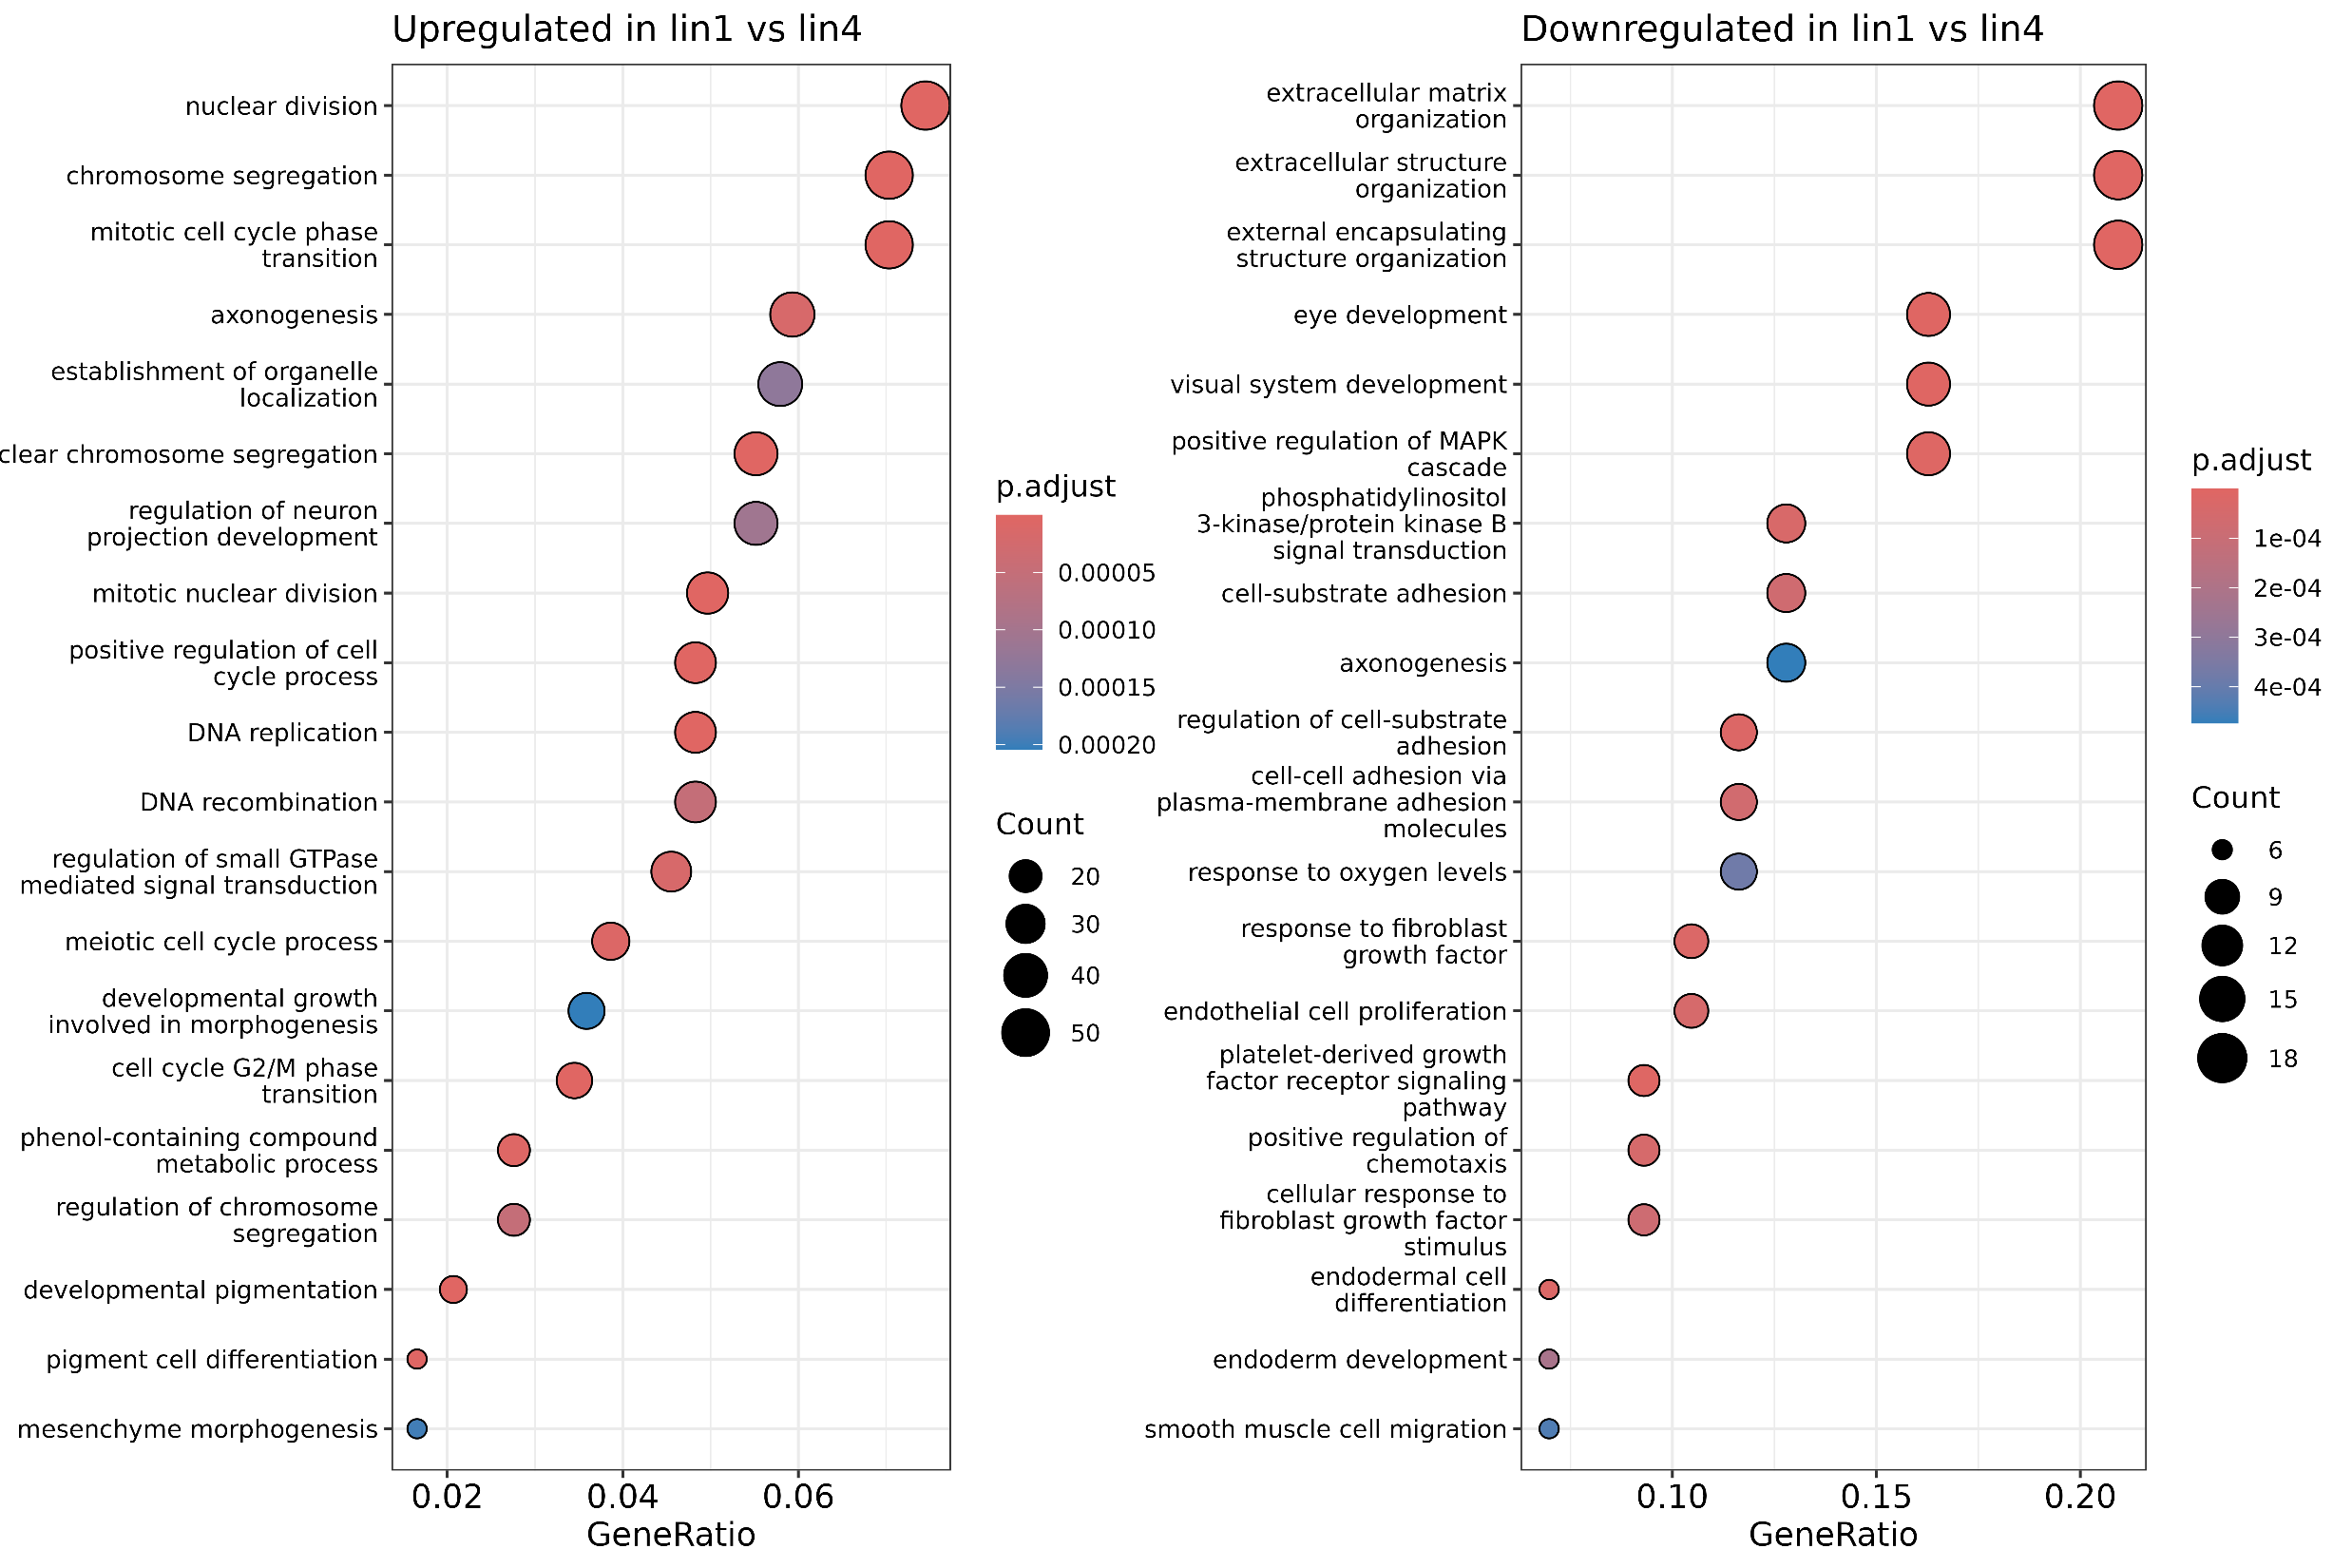 Upregulated in lin1 vs lin4
nuclear division
chromosome segregation
mitotic cell cycle phase
transition
axonogenesis
establishment of organelle
localization
clear chromosome segregation
regulation of neuron
projection development
mitotic nuclear division
positive regulation of cell
cycle process
DNA replication
DNA recombination
regulation of small GTPase
mediated signal transduction
meiotic cell cycle process
developmental growth
involved in morphogenesis
cell cycle G2/M phase
transition
phenol-containing compound
metabolic process
regulation of chromosome
segregation
developmental pigmentation
pigment cell differentiation
mesenchyme morphogenesis
0.02
0.04
0.06
GeneRatio
p.adjust
0.00005
0.00010
0.00015
0.00020
Count
20
30
40
50
Downregulated in lin1 vs lin4
extracellular matrix
organization
extracellular structure
organization
external encapsulating
structure organization
eye development
visual system development
positive regulation of MAPK
cascade
phosphatidylinositol
3-kinase/protein kinase B
signal transduction
cell-substrate adhesion
axonogenesis
regulation of cell-substrate
adhesion
cell-cell adhesion via
plasma-membrane adhesion
molecules
response to oxygen levels
response to fibroblast
growth factor
endothelial cell proliferation
platelet-derived growth
factor receptor signaling
pathway
positive regulation of
chemotaxis
cellular response to
fibroblast growth factor
stimulus
endodermal cell
differentiation
endoderm development
smooth muscle cell migration
0.10
0.15
0.20
GeneRatio
p.adjust
1e-04
2e-04
3e-04
4e-04
Count
6
9
12
15
18